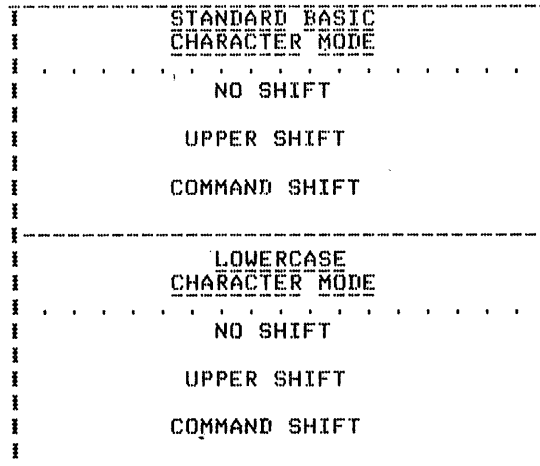 STANDARD BASIC
CHARACTER MODE
NO SHIFT
UPPER SHIFT
COMMAND SHIFT
LOWERCASE
CHARACTER MODE
NO SHIFT
UPPER SHIFT
COMMAND SHIFT